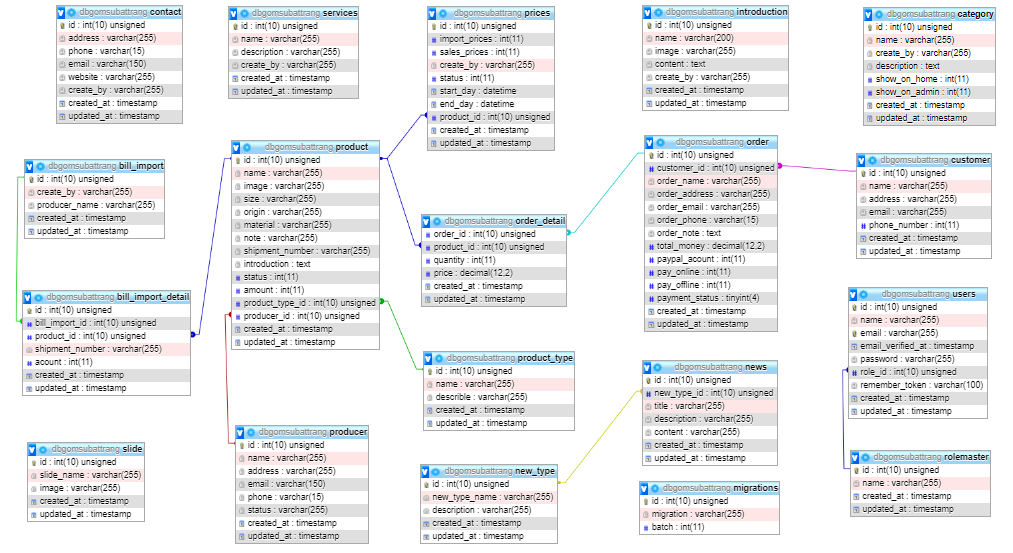 dbgomsubattrang contact
id : int(10) unsigned
address : varchar(255)
phone : varchar(15)
email : varchar(150)
website : varchar(255)
create_by : varchar(255)
created_at : timestamp
updated_at : timestamp
dbgomsubattrang services
id : int(10) unsigned
name : varchar(255)
description : varchar(255)
create_by : varchar(255)
created_at : timestamp
updated_at : timestamp
dbgomsubattrang prices
id : int(10) unsigned
import_prices : int(11)
sales_prices : int(11)
create_by : varchar(255)
status : int(11)
start_day : datetime
end_day : datetime
product_id : int(10) unsigned
created_at : timestamp
updated_at : timestamp
dbgomsubattrang introduction
id : int(10) unsigned
name : varchar(200)
image : varchar(255)
content : text
create_by : varchar(255)
created_at : timestamp
updated_at : timestamp
dbgomsubattrang category
id : int(10) unsigned
name : varchar(255)
create_by : varchar(255)
description : text
show_on_home : int(11)
show_on_admin : int(11)
created_at : timestamp
updated_at : timestamp
dbgomsubattrang bill_import
id : int(10) unsigned
create_by : varchar(255)
producer_name : varchar(255)
created_at : timestamp
updated_at : timestamp
dbgomsubattrang product
id : int(10) unsigned
name : varchar(255)
image : varchar(255)
size : varchar(255)
origin : varchar(255)
material : varchar(255)
note : varchar(255)
shipment_number : varchar(255)
introduction : text
status : int(11)
amount : int(11)
product_type_id : int(10) unsigned
producer_id : int(10) unsigned
created_at : timestamp
updated_at : timestamp
dbgomsubattrang order_detail
order_id : int(10) unsigned
product_id : int(10) unsigned
quantity : int(11)
price : decimal(12,2)
created_at : timestamp
updated_at : timestamp
dbgomsubattrang order
id : int(10) unsigned
customer_id : int(10) unsigned
order_name : varchar(255)
order_address : varchar(255)
order_email : varchar(255)
order_phone : varchar(15)
order_note : text
total_money : decimal(12,2)
paypal_acount : int(11)
pay_online : int(11)
pay_offline : int(11)
payment_status : tinyint(4)
created_at : timestamp
updated_at : timestamp
dbgomsubattrang customer
id : int(10) unsigned
name : varchar(255)
address : varchar(255)
email : varchar(255)
phone_number : int(11)
created_at : timestamp
updated_at : timestamp
dbgomsubattrang bill_import_detail
id : int(10) unsigned
bill_import_id : int(10) unsigned
product_id : int(10) unsigned
shipment_number : varchar(255)
acount : int(11)
created_at : timestamp
updated_at : timestamp
dbgomsubattrang product_type
id : int(10) unsigned
name : varchar(255)
describle : varchar(255)
created_at : timestamp
updated_at : timestamp
dbgomsubattrang news
id : int(10) unsigned
new_type_id : int(10) unsigned
title : varchar(255)
description : varchar(255)
content : varchar(255)
created_at : timestamp
updated_at : timestamp
dbgomsubattrang users
id : int(10) unsigned
name : varchar(255)
email : varchar(255)
email_verified_at : timestamp
password : varchar(255)
role_id : int(10) unsigned
remember_token : varchar(100)
created_at : timestamp
updated_at : timestamp
dbgomsubattrang slide
id : int(10) unsigned
slide_name : varchar(255)
image : varchar(255)
created_at : timestamp
updated_at : timestamp
dbgomsubattrang producer
id : int(10) unsigned
name : varchar(255)
address : varchar(255)
email : varchar(150)
phone : varchar(15)
status : varchar(255)
created_at : timestamp
updated_at : timestamp
dbgomsubattrang new_type
id : int(10) unsigned
new_type_name : varchar(255)
description : varchar(255)
created_at : timestamp
updated_at : timestamp
dbgomsubattrang migrations
id : int(10) unsigned
migration : varchar(255)
batch : int(11)
dbgomsubattrang rolemaster
id : int(10) unsigned
name : varchar(255)
created_at : timestamp
updated_at : timestamp